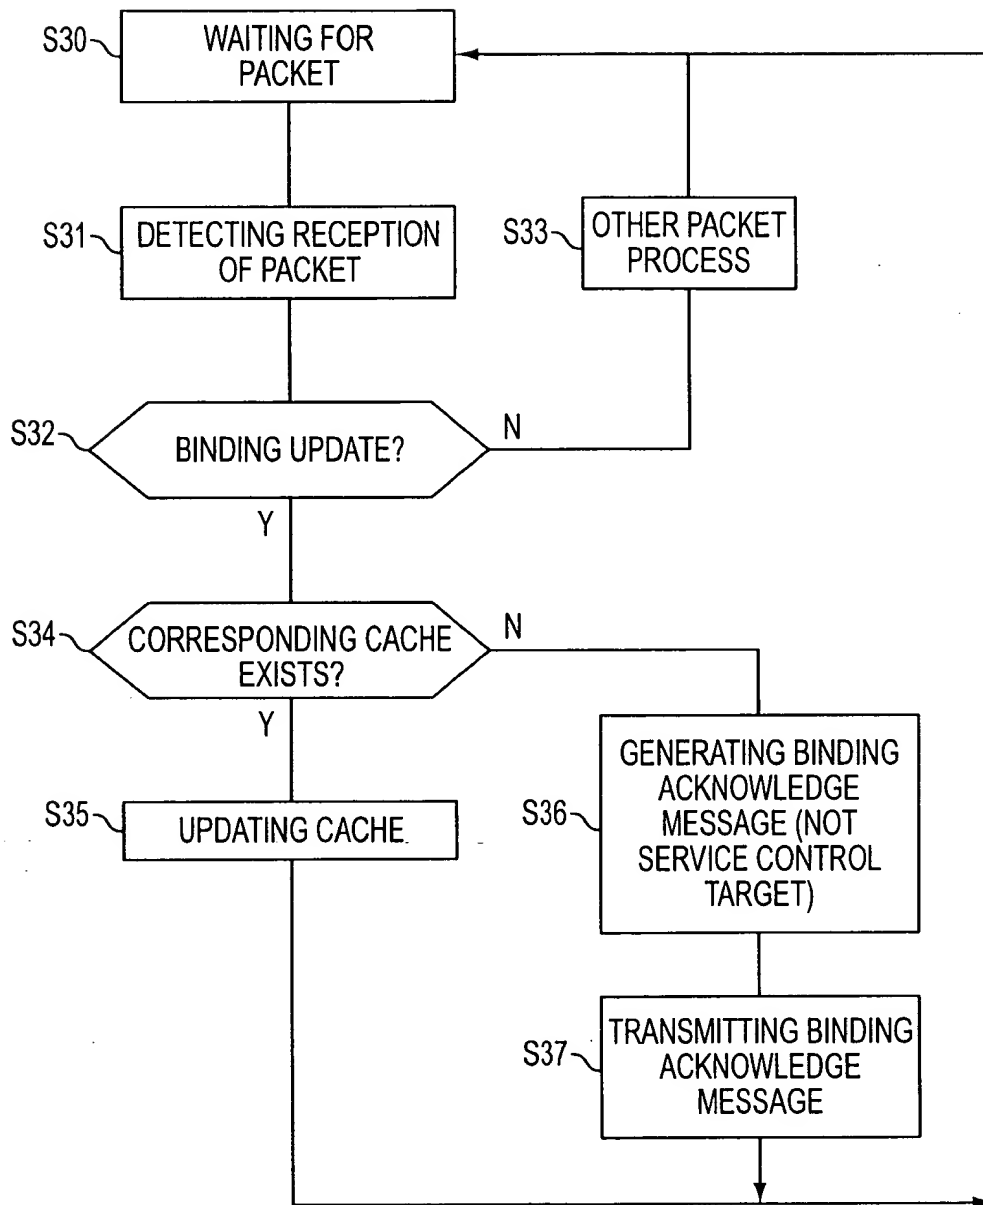 S30
WAITING FOR
PACKET
S31
DETECTING RECEPTION
OF PACKET
S33
OTHER PACKET
PROCESS
S32
BINDING UPDATE?
N
Y
S34
CORRESPONDING CACHE
EXISTS?
N
Y
S35
UPDATING CACHE
S36
GENERATING BINDING
ACKNOWLEDGE
MESSAGE (NOT
SERVICE CONTROL
TARGET)
S37
TRANSMITTING BINDING
ACKNOWLEDGE
MESSAGE